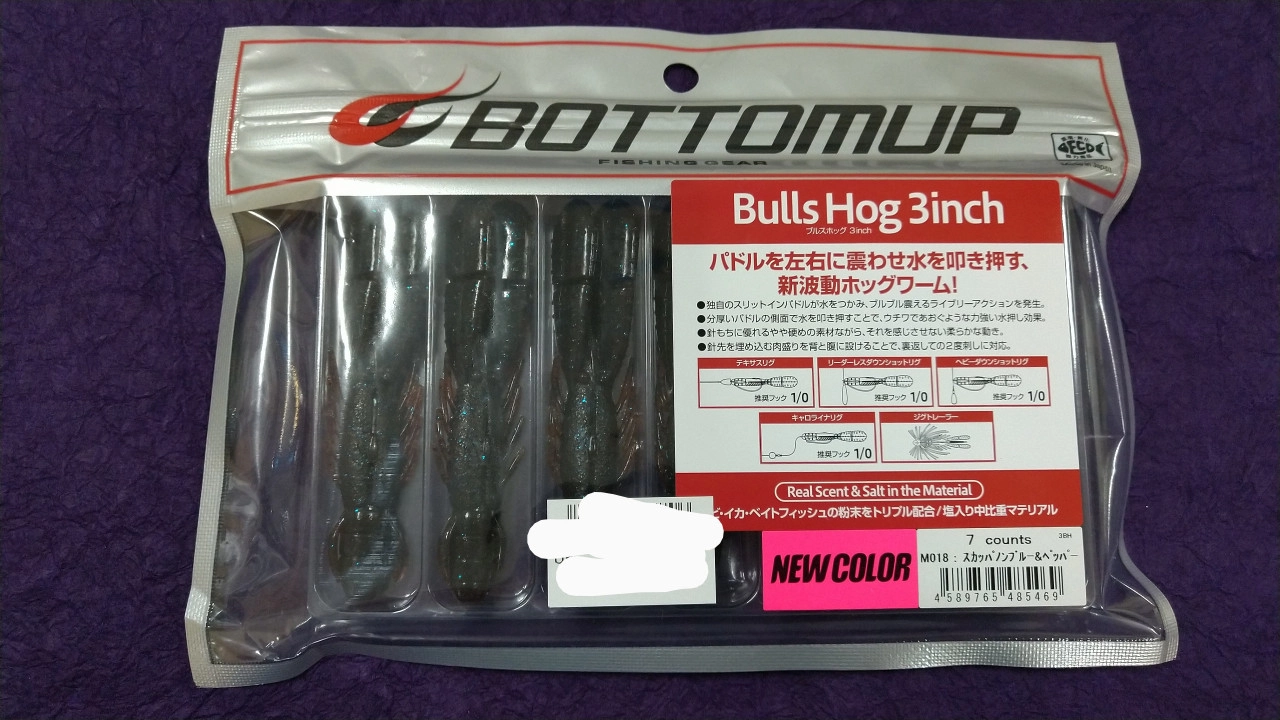 BOTTOMUP
FISHING GEAR
ECO
Bulls Hog 3inch
ブルスホッグ 3inch
パドルを左右に震わせ水を叩き押す、
新波動ホッグワーム!
●独自のスリットインパドルが水をつかみ、ブルブル震えるライブリーアクションを発生。
●分厚いパドルの側面で水を叩き押すことで、ウチワであおぐような力強い水押し効果。
●針もちに優れるやや硬めの素材ながら、それを感じさせない柔らかな動き。
●針先を埋め込む肉盛りを背と腹に設けることで、裏返しての2度刺しに対応。
テキサスリグ
推奨フック 1/0
リーダーレスダウンショットリグ
推奨フック 1/0
ヘビーダウンショットリグ
推奨フック 1/0
キャロライナリグ
推奨フック 1/0
ジグトレーラー
Real Scent & Salt in the Material
ビ・イカ・ベイトフィッシュの粉末をトリプル配合/塩入り中比重マテリアル
NEW COLOR
7 counts
3BH
M018 : スカッパノンブルー&ペッパー
4 589765 485469